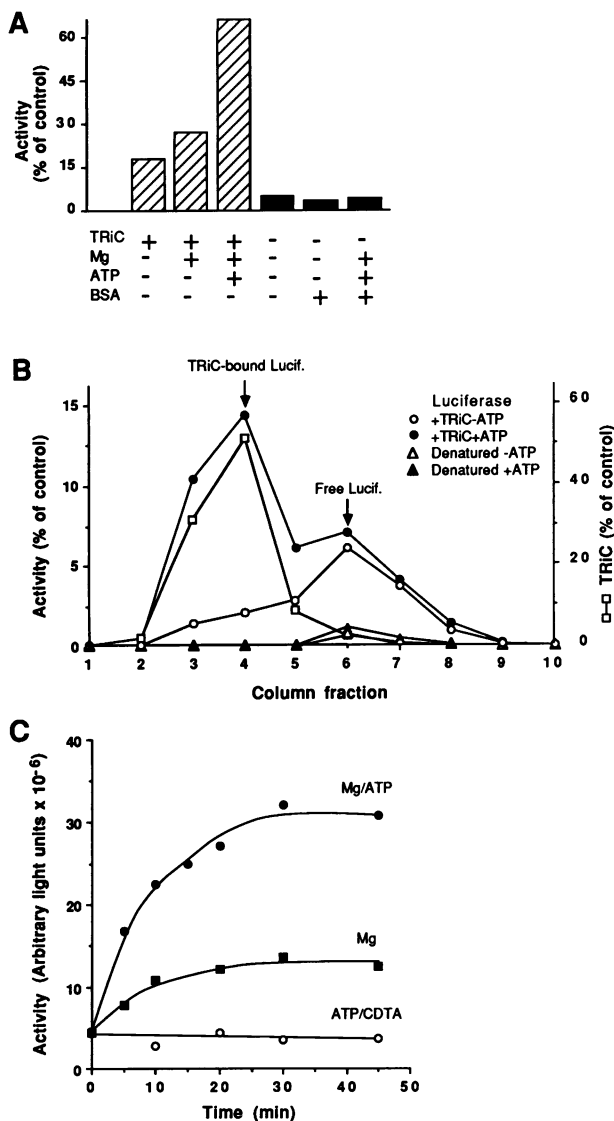 A
Activity
(% of control)
60
45
30
15
0
TRiC + + + - - -
Mg - + + - - +
ATP - - + - - +
BSA - - - - + +
B
TRiC-bound Lucif.
Free Lucif.
Luciferase
+TRiC-ATP
+TRiC+ATP
Denatured -ATP
Denatured +ATP
Activity (% of control)
15
10
5
0
TRiC (% of control)
60
40
20
0
1 2 3 4 5 6 7 8 9 10
Column fraction
C
Activity (Arbitrary light units x 10-6)
40
30
20
10
0
Mg/ATP
Mg
ATP/CDTA
0 10 20 30 40 50
Time (min)